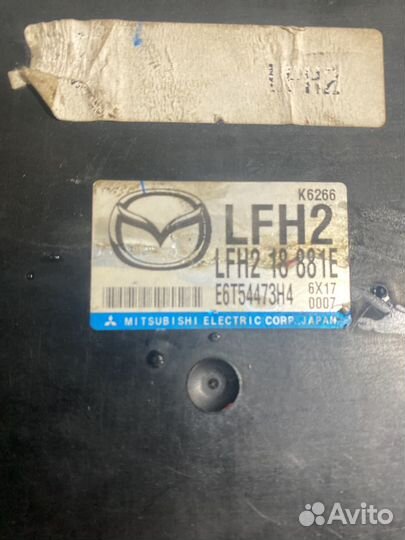 K6266
LFH2
LFH2 18 881E
E6T54473H4
6X17
0007
MITSUBISHI ELECTRIC CORP. JAPAN.
Avito